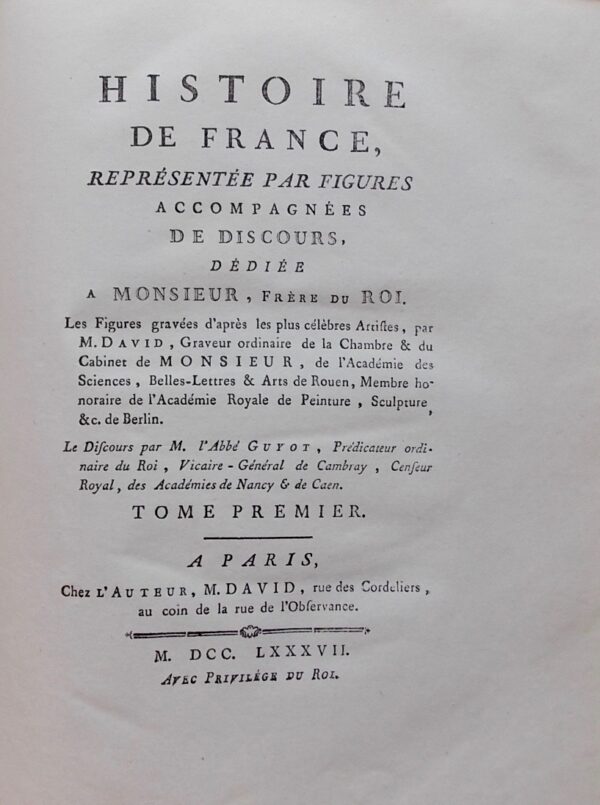 HISTOIRE
DE FRANCE,
REPRÉSENTÉE PAR FIGURES
ACCOMPAGNÉES
DE DISCOURS,
DÉDIÉE
A MONSIEUR, FRÈRE DU ROI.
Les Figures gravées d'après les plus célèbres Artiſtes, par
M. DAVID, Graveur ordinaire de la Chambre & du
Cabinet de MONSIEUR, de l'Académie des
Sciences, Belles-Lettres & Arts de Rouen, Membre ho-
noraire de l'Académie Royale de Peinture, Sculpture,
&c. de Berlin.
Le Diſcours par M. l'Abbé GUYOT, Prédicateur ordi-
naire du Roi, Vicaire-Général de Cambray, Cenſeur
Royal, des Académies de Nancy & de Caen.
TOME PREMIER.
A PARIS,
Chez L'AUTEUR, M. DAVID, rue des Cordeliers,
au coin de la rue de l'Obſervance.
M. DCC. LXXXVII.
AVEC PRIVILÉGE DU ROI.